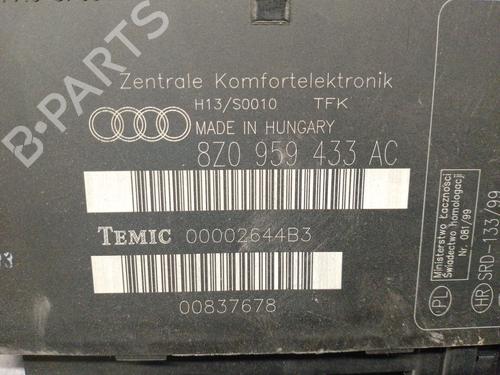 Zentrale Komfortelektronik
H13/S0010 TFK
MADE IN HUNGARY
8Z0 959 433 AC
TEMIC 00002644B3
00837678
Ministerstwo Łączności
Świadectwo homologacji
Nr. 081/99
PL
SRD-133/99
HR
B-Parts